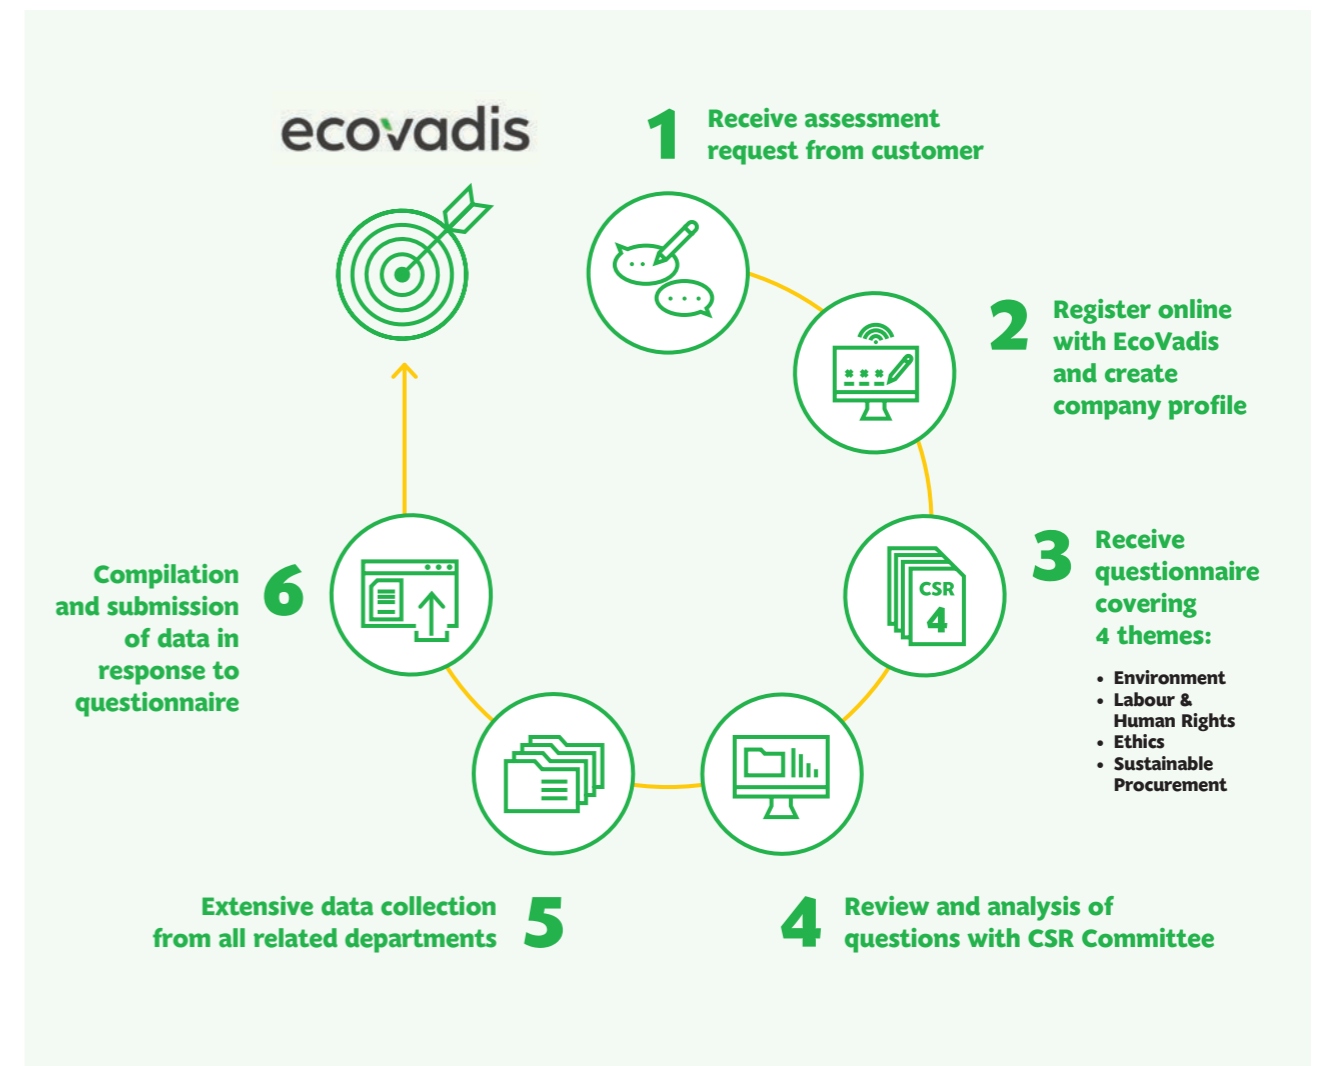 ecovadis
1
Receive assessment
request from customer
2
Register online
with EcoVadis
and create
company profile
3
Receive
questionnaire
covering
4 themes:
• Environment
• Labour &
Human Rights
• Ethics
• Sustainable
Procurement
CSR
4
4
Review and analysis of
questions with CSR Committee
5
Extensive data collection
from all related departments
6
Compilation
and submission
of data in
response to
questionnaire